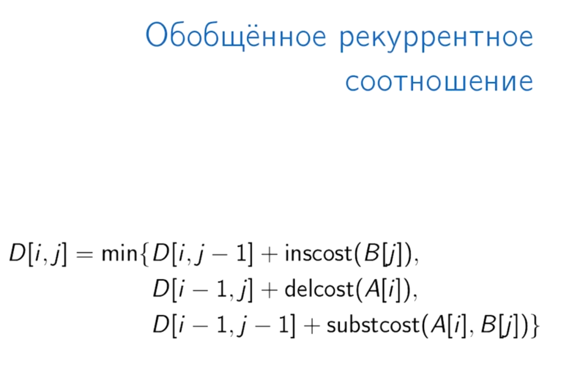 Обобщённое рекуррентное
соотношение
D[i, j] = min{D[i, j − 1] + inscost(B[j]),
D[i − 1, j] + delcost(A[i]),
D[i − 1, j − 1] + substcost(A[i], B[j])}